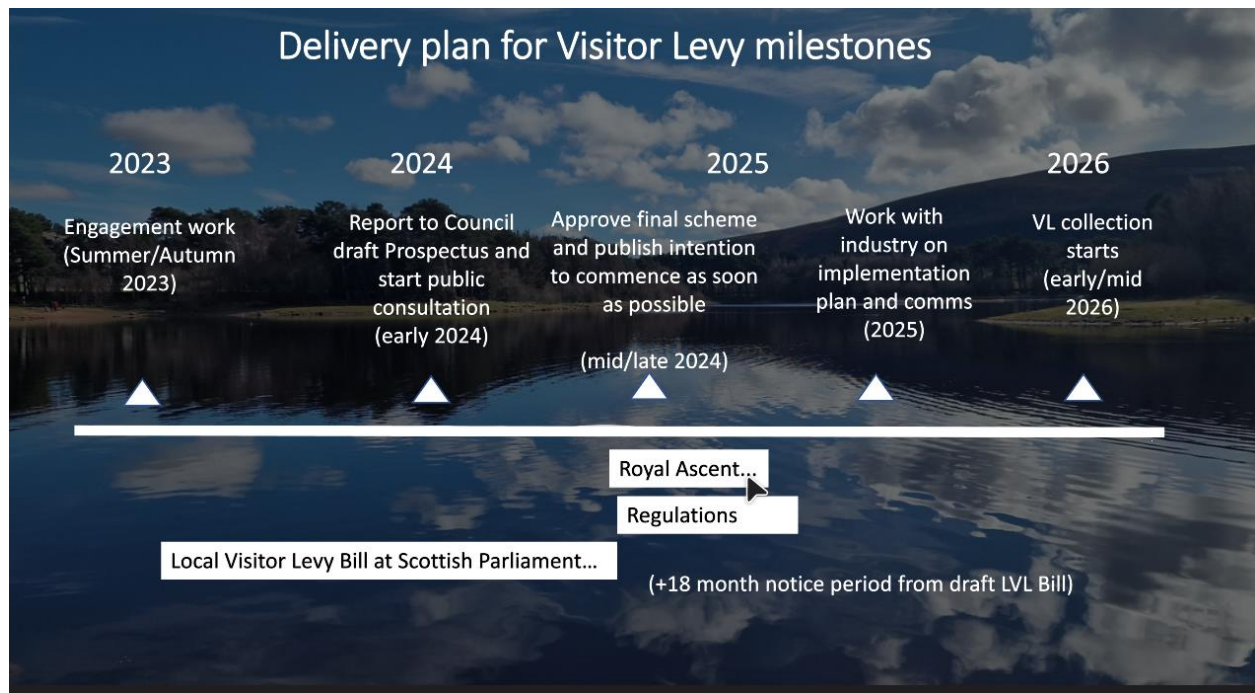 Delivery plan for Visitor Levy milestones
2023
Engagement work
(Summer/Autumn
2023)
2024
Report to Council
draft Prospectus and
start public
consultation
(early 2024)
2025
Approve final scheme
and publish intention
to commence as soon
as possible
(mid/late 2024)
Work with
industry on
implementation
plan and comms
(2025)
2026
VL collection
starts
(early/mid
2026)
Royal Ascent...
Regulations
Local Visitor Levy Bill at Scottish Parliament...
(+18 month notice period from draft LVL Bill)